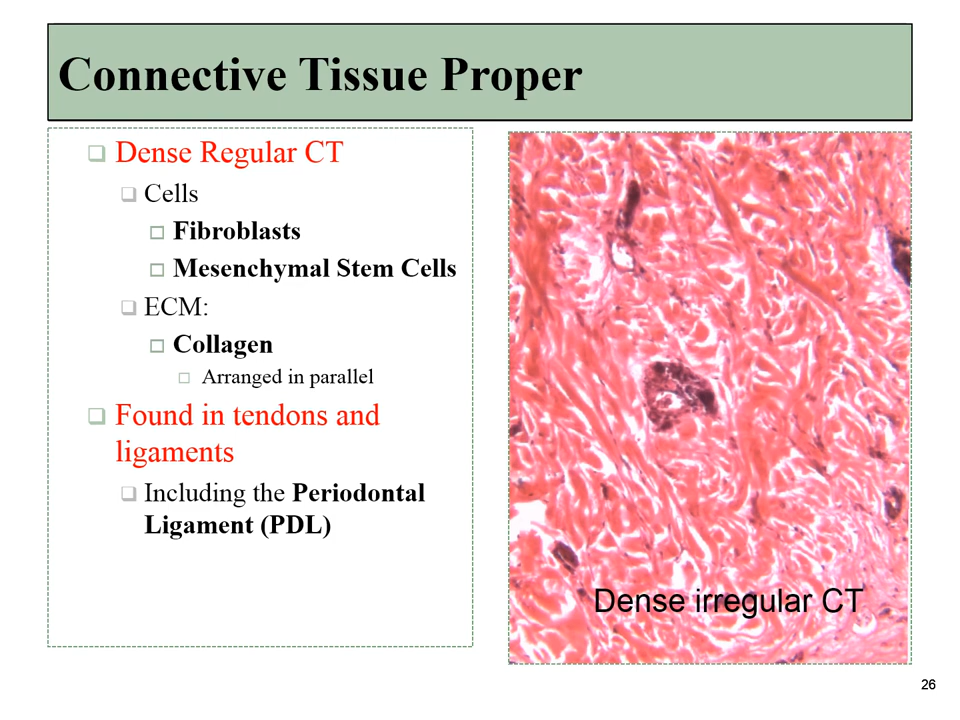 Connective Tissue Proper
Dense Regular CT
Cells
Fibroblasts
Mesenchymal Stem Cells
ECM:
Collagen
Arranged in parallel
Found in tendons and
ligaments
Including the Periodontal
Ligament (PDL)
Dense irregular CT
26